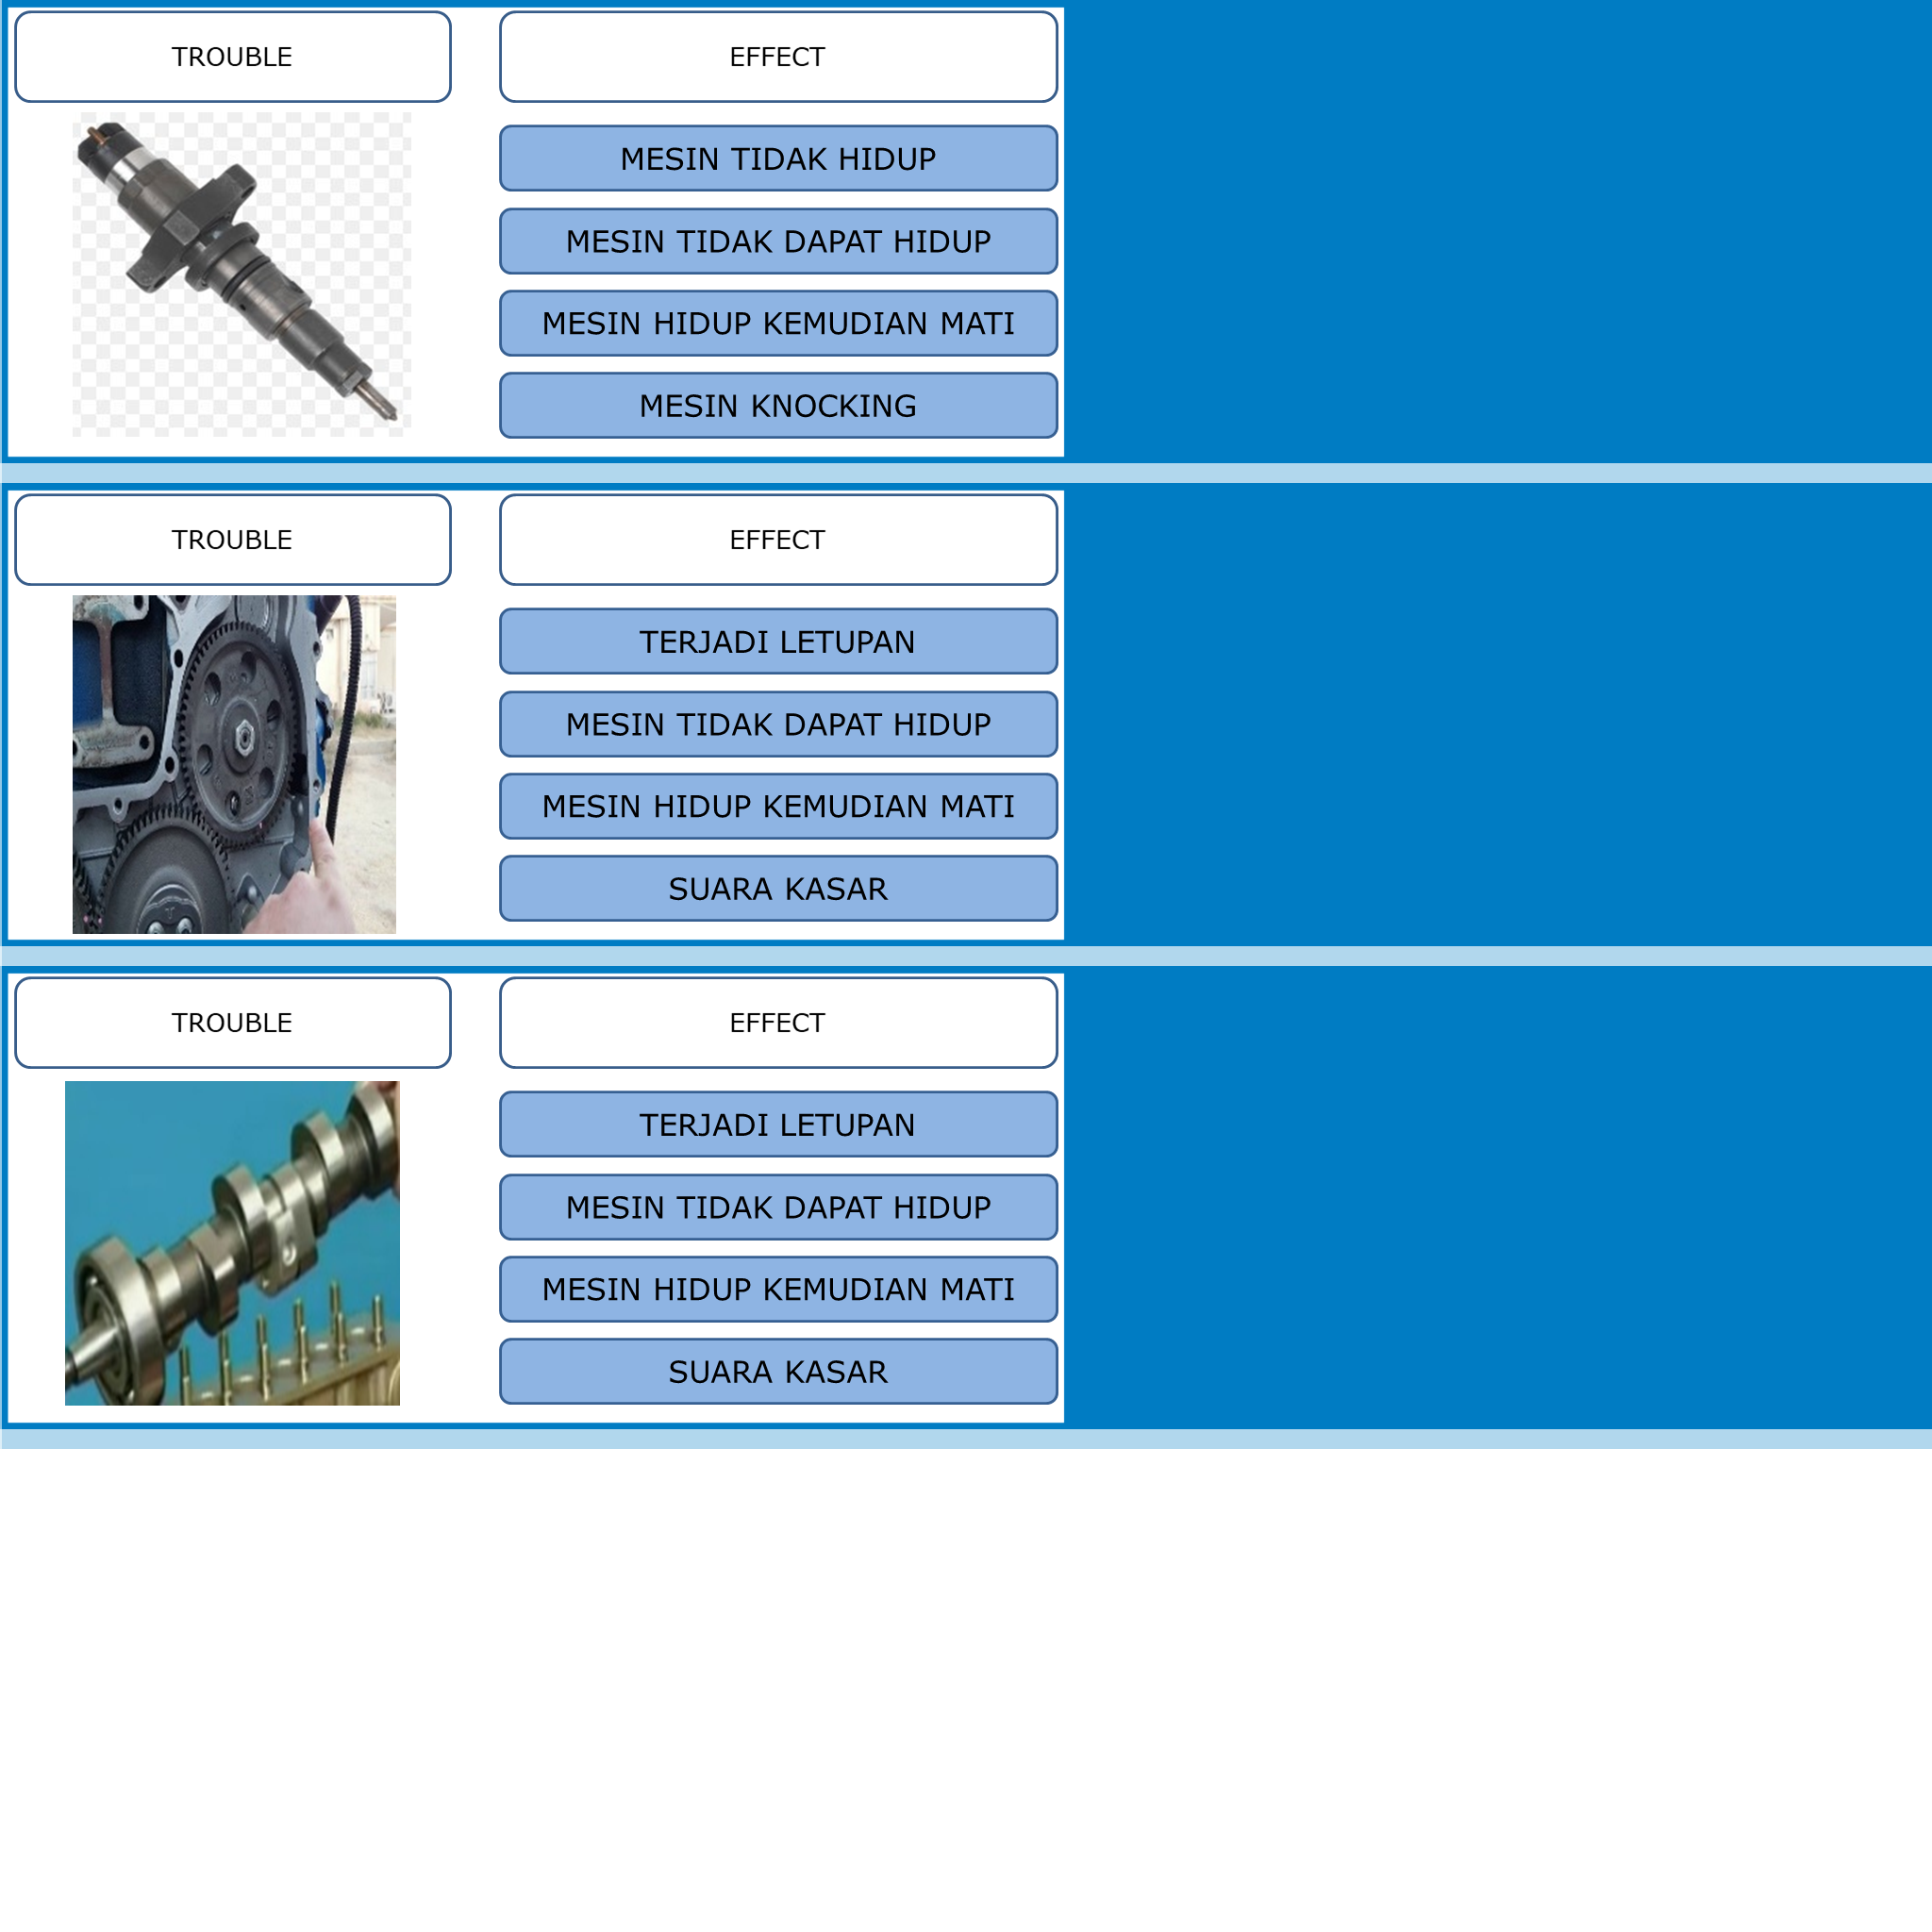 TROUBLE
EFFECT
MESIN TIDAK HIDUP
MESIN TIDAK DAPAT HIDUP
MESIN HIDUP KEMUDIAN MATI
MESIN KNOCKING
TROUBLE
EFFECT
TERJADI LETUPAN
MESIN TIDAK DAPAT HIDUP
MESIN HIDUP KEMUDIAN MATI
SUARA KASAR
TROUBLE
EFFECT
TERJADI LETUPAN
MESIN TIDAK DAPAT HIDUP
MESIN HIDUP KEMUDIAN MATI
SUARA KASAR